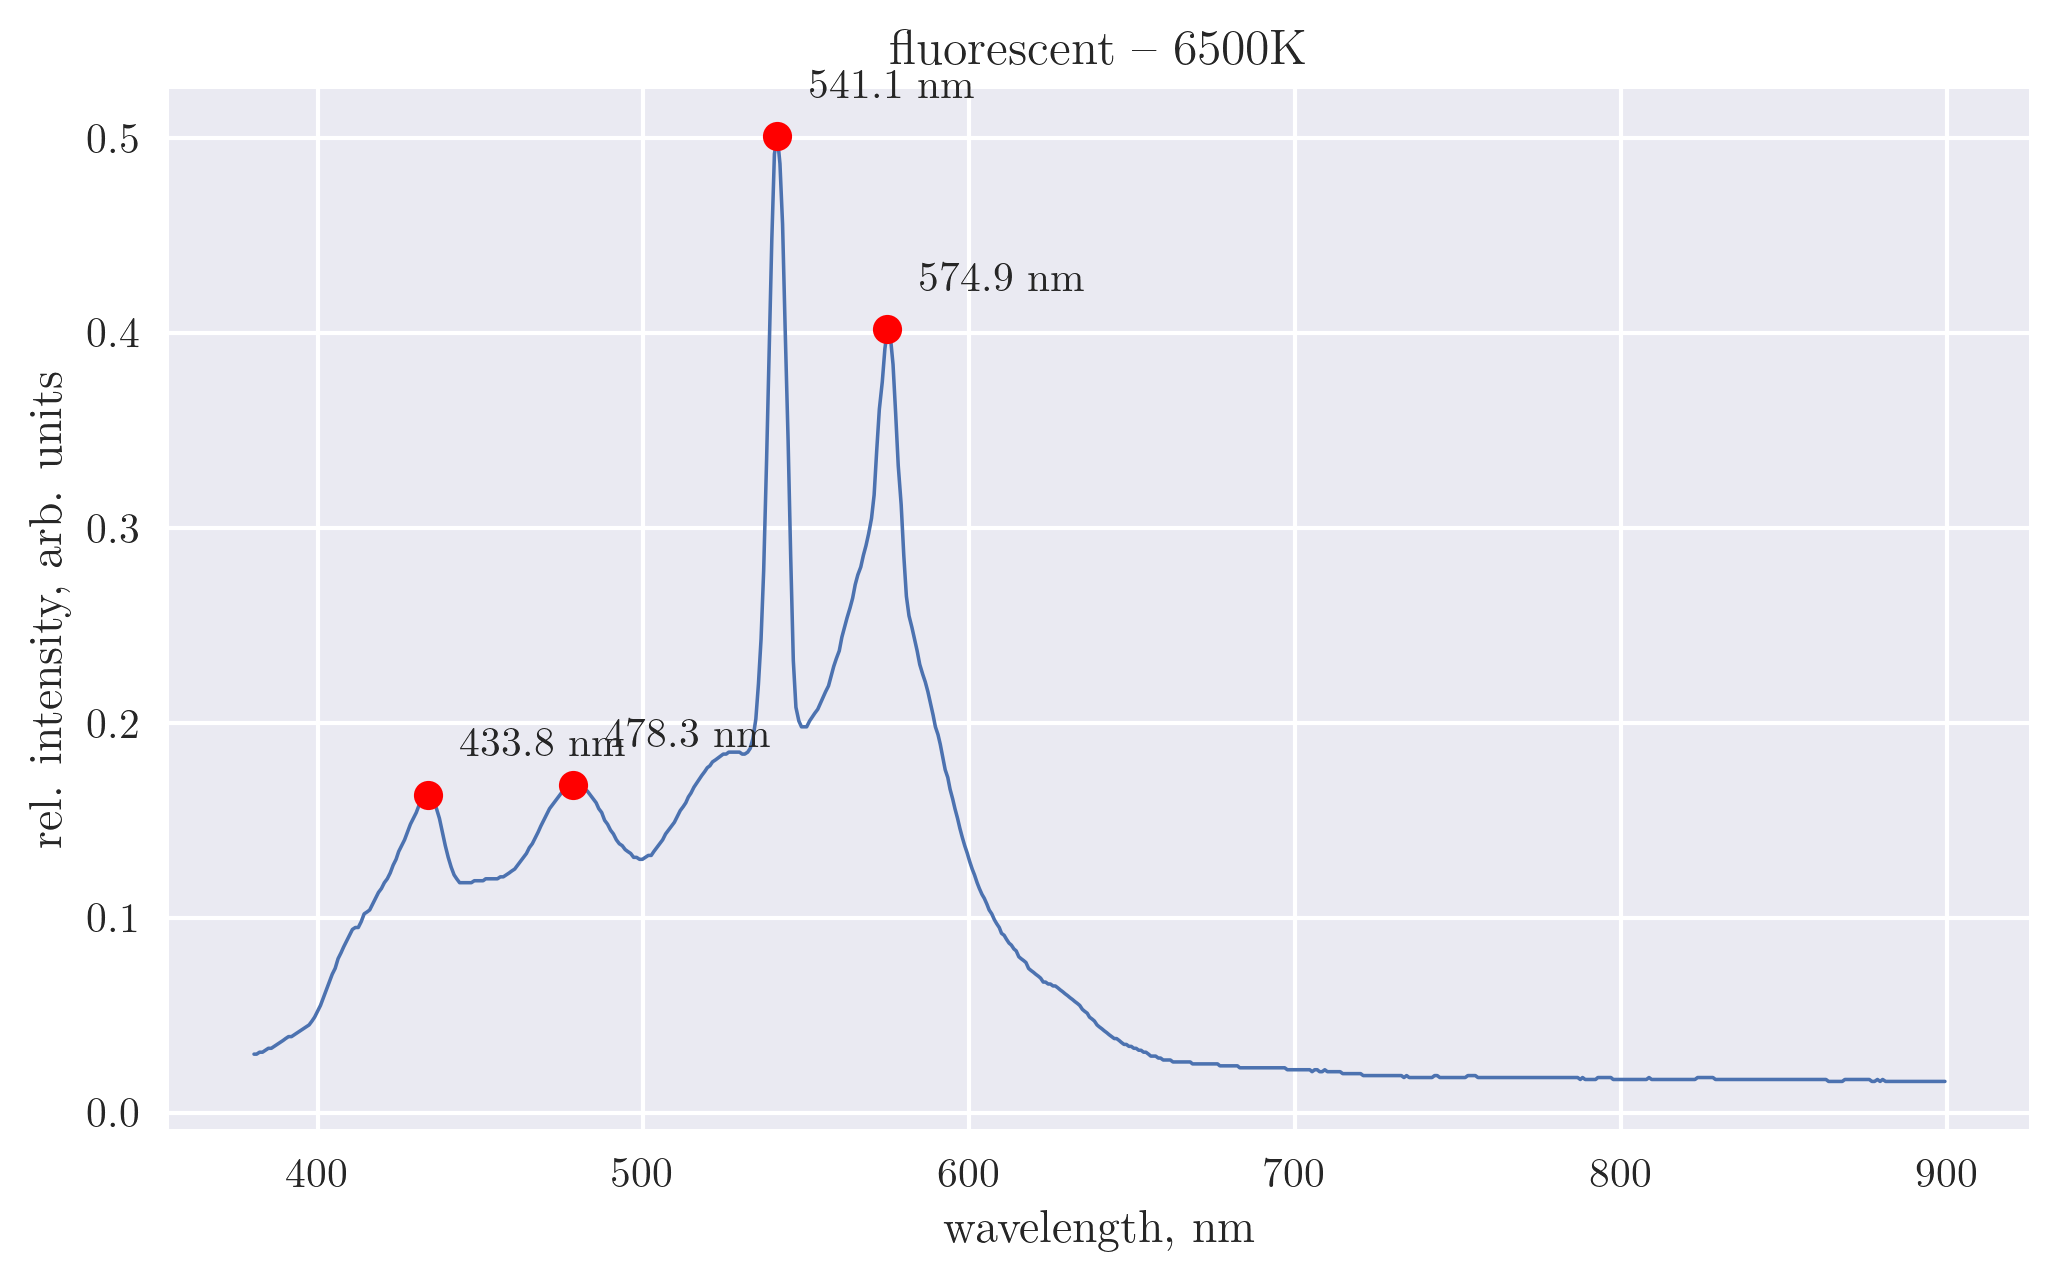 fluorescent – 6500K
541.1 nm
574.9 nm
433.8 nm
478.3 nm
rel. intensity, arb. units
0.5
0.4
0.3
0.2
0.1
0.0
400 500 600 700 800 900
wavelength, nm